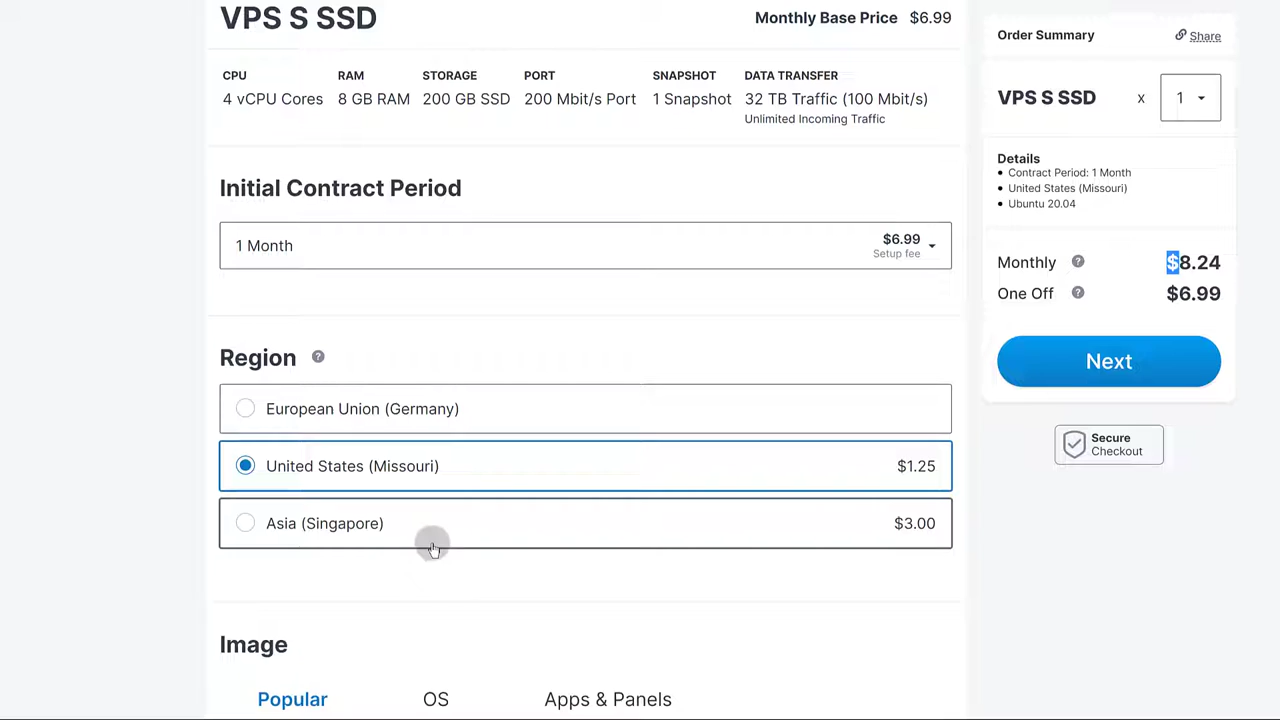 VPS S SSD
Monthly Base Price $6.99
CPU RAM STORAGE PORT SNAPSHOT DATA TRANSFER
4 vCPU Cores 8 GB RAM 200 GB SSD 200 Mbit/s Port 1 Snapshot 32 TB Traffic (100 Mbit/s)
Unlimited Incoming Traffic
Initial Contract Period
1 Month $6.99
Setup fee
Region ?
European Union (Germany)
United States (Missouri) $1.25
Asia (Singapore) $3.00
Image
Popular OS Apps & Panels
Order Summary Share
VPS S SSD x 1
Details
Contract Period: 1 Month
United States (Missouri)
Ubuntu 20.04
Monthly ? $8.24
One Off ? $6.99
Next
Secure
Checkout